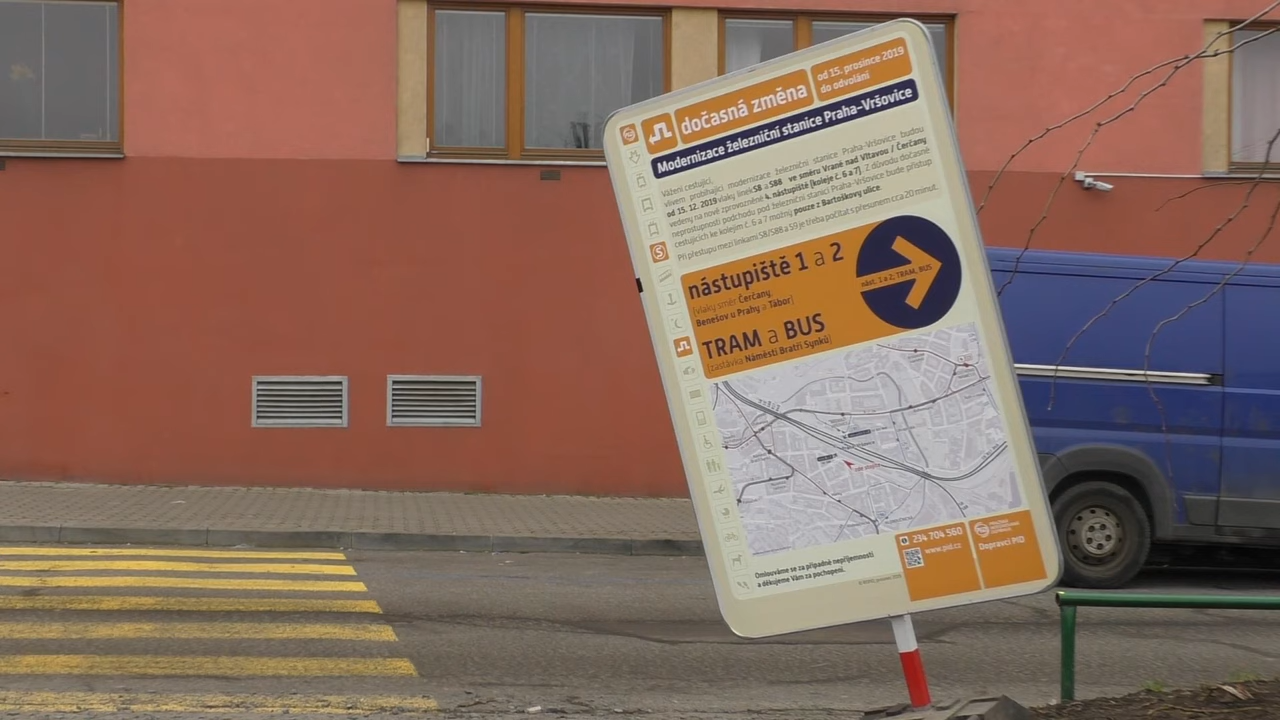 dočasná změna
od 15. prosince 2019
do odvolání
Modernizace železniční stanice Praha-Vršovice
Vážení cestující,
vlivem probíhající modernizace železniční stanice Praha-Vršovice budou
od 15. 12. 2019 vlaky linek S8 a S88 ve směru Vrané nad Vltavou / Čerčany
vedeny na nově zprovozněné 4. nástupiště (koleje č. 6 a 7). Z důvodu dočasné
neprostupnosti podchodu pod železniční stanicí Praha-Vršovice bude přístup
cestujících ke kolejím č. 6 a 7 možný pouze z Bartoškovy ulice.
Při přestupu mezi linkami S8/S88 a S9 je třeba počítat s přesunem cca 20 minut.
nástupiště 1 a 2
(vlaky směr Čerčany,
Benešov u Prahy a Tábor)
nást. 1 a 2, TRAM, BUS
TRAM a BUS
(zastávka Náměstí Bratří Synků)
Omlouváme se za případné nepříjemnosti
a děkujeme Vám za pochopení.
234 704 560
www.pid.cz
Dopravci PID